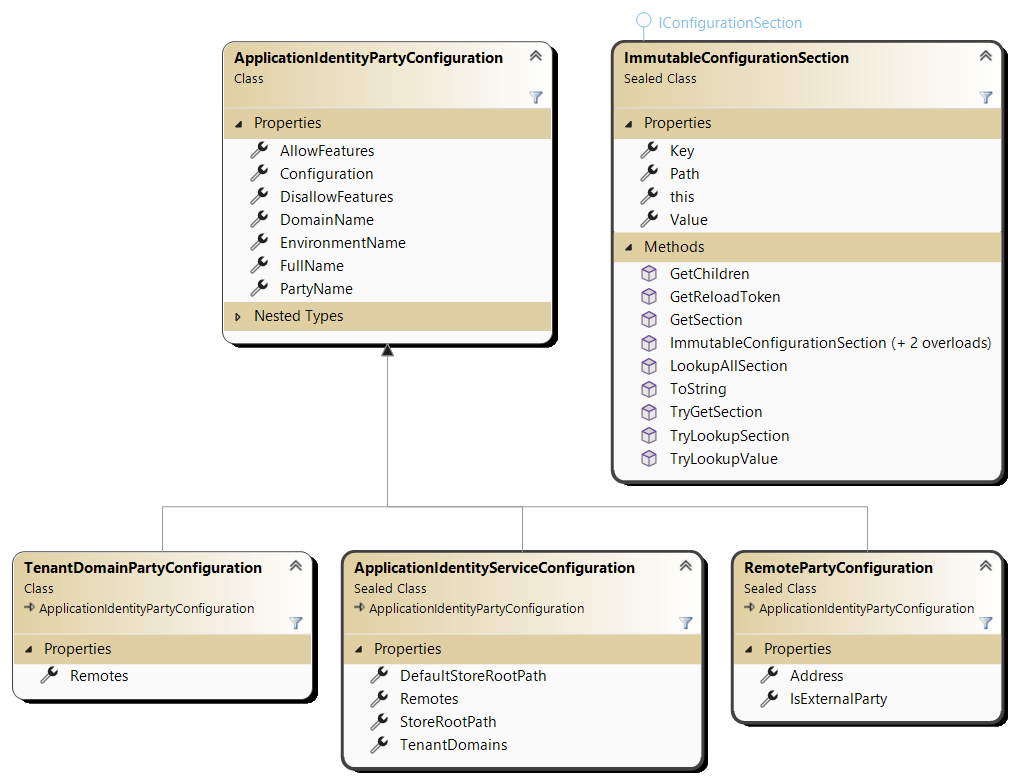 IConfigurationSection
ApplicationIdentityPartyConfiguration
Class
Properties
AllowFeatures
Configuration
DisallowFeatures
DomainName
EnvironmentName
FullName
PartyName
Nested Types
ImmutableConfigurationSection
Sealed Class
Properties
Key
Path
this
Value
Methods
GetChildren
GetReloadToken
GetSection
ImmutableConfigurationSection (+ 2 overloads)
LookupAllSection
ToString
TryGetSection
TryLookupSection
TryLookupValue
TenantDomainPartyConfiguration
Class
ApplicationIdentityPartyConfiguration
Properties
Remotes
ApplicationIdentityServiceConfiguration
Sealed Class
ApplicationIdentityPartyConfiguration
Properties
DefaultStoreRootPath
Remotes
StoreRootPath
TenantDomains
RemotePartyConfiguration
Sealed Class
ApplicationIdentityPartyConfiguration
Properties
Address
IsExternalParty